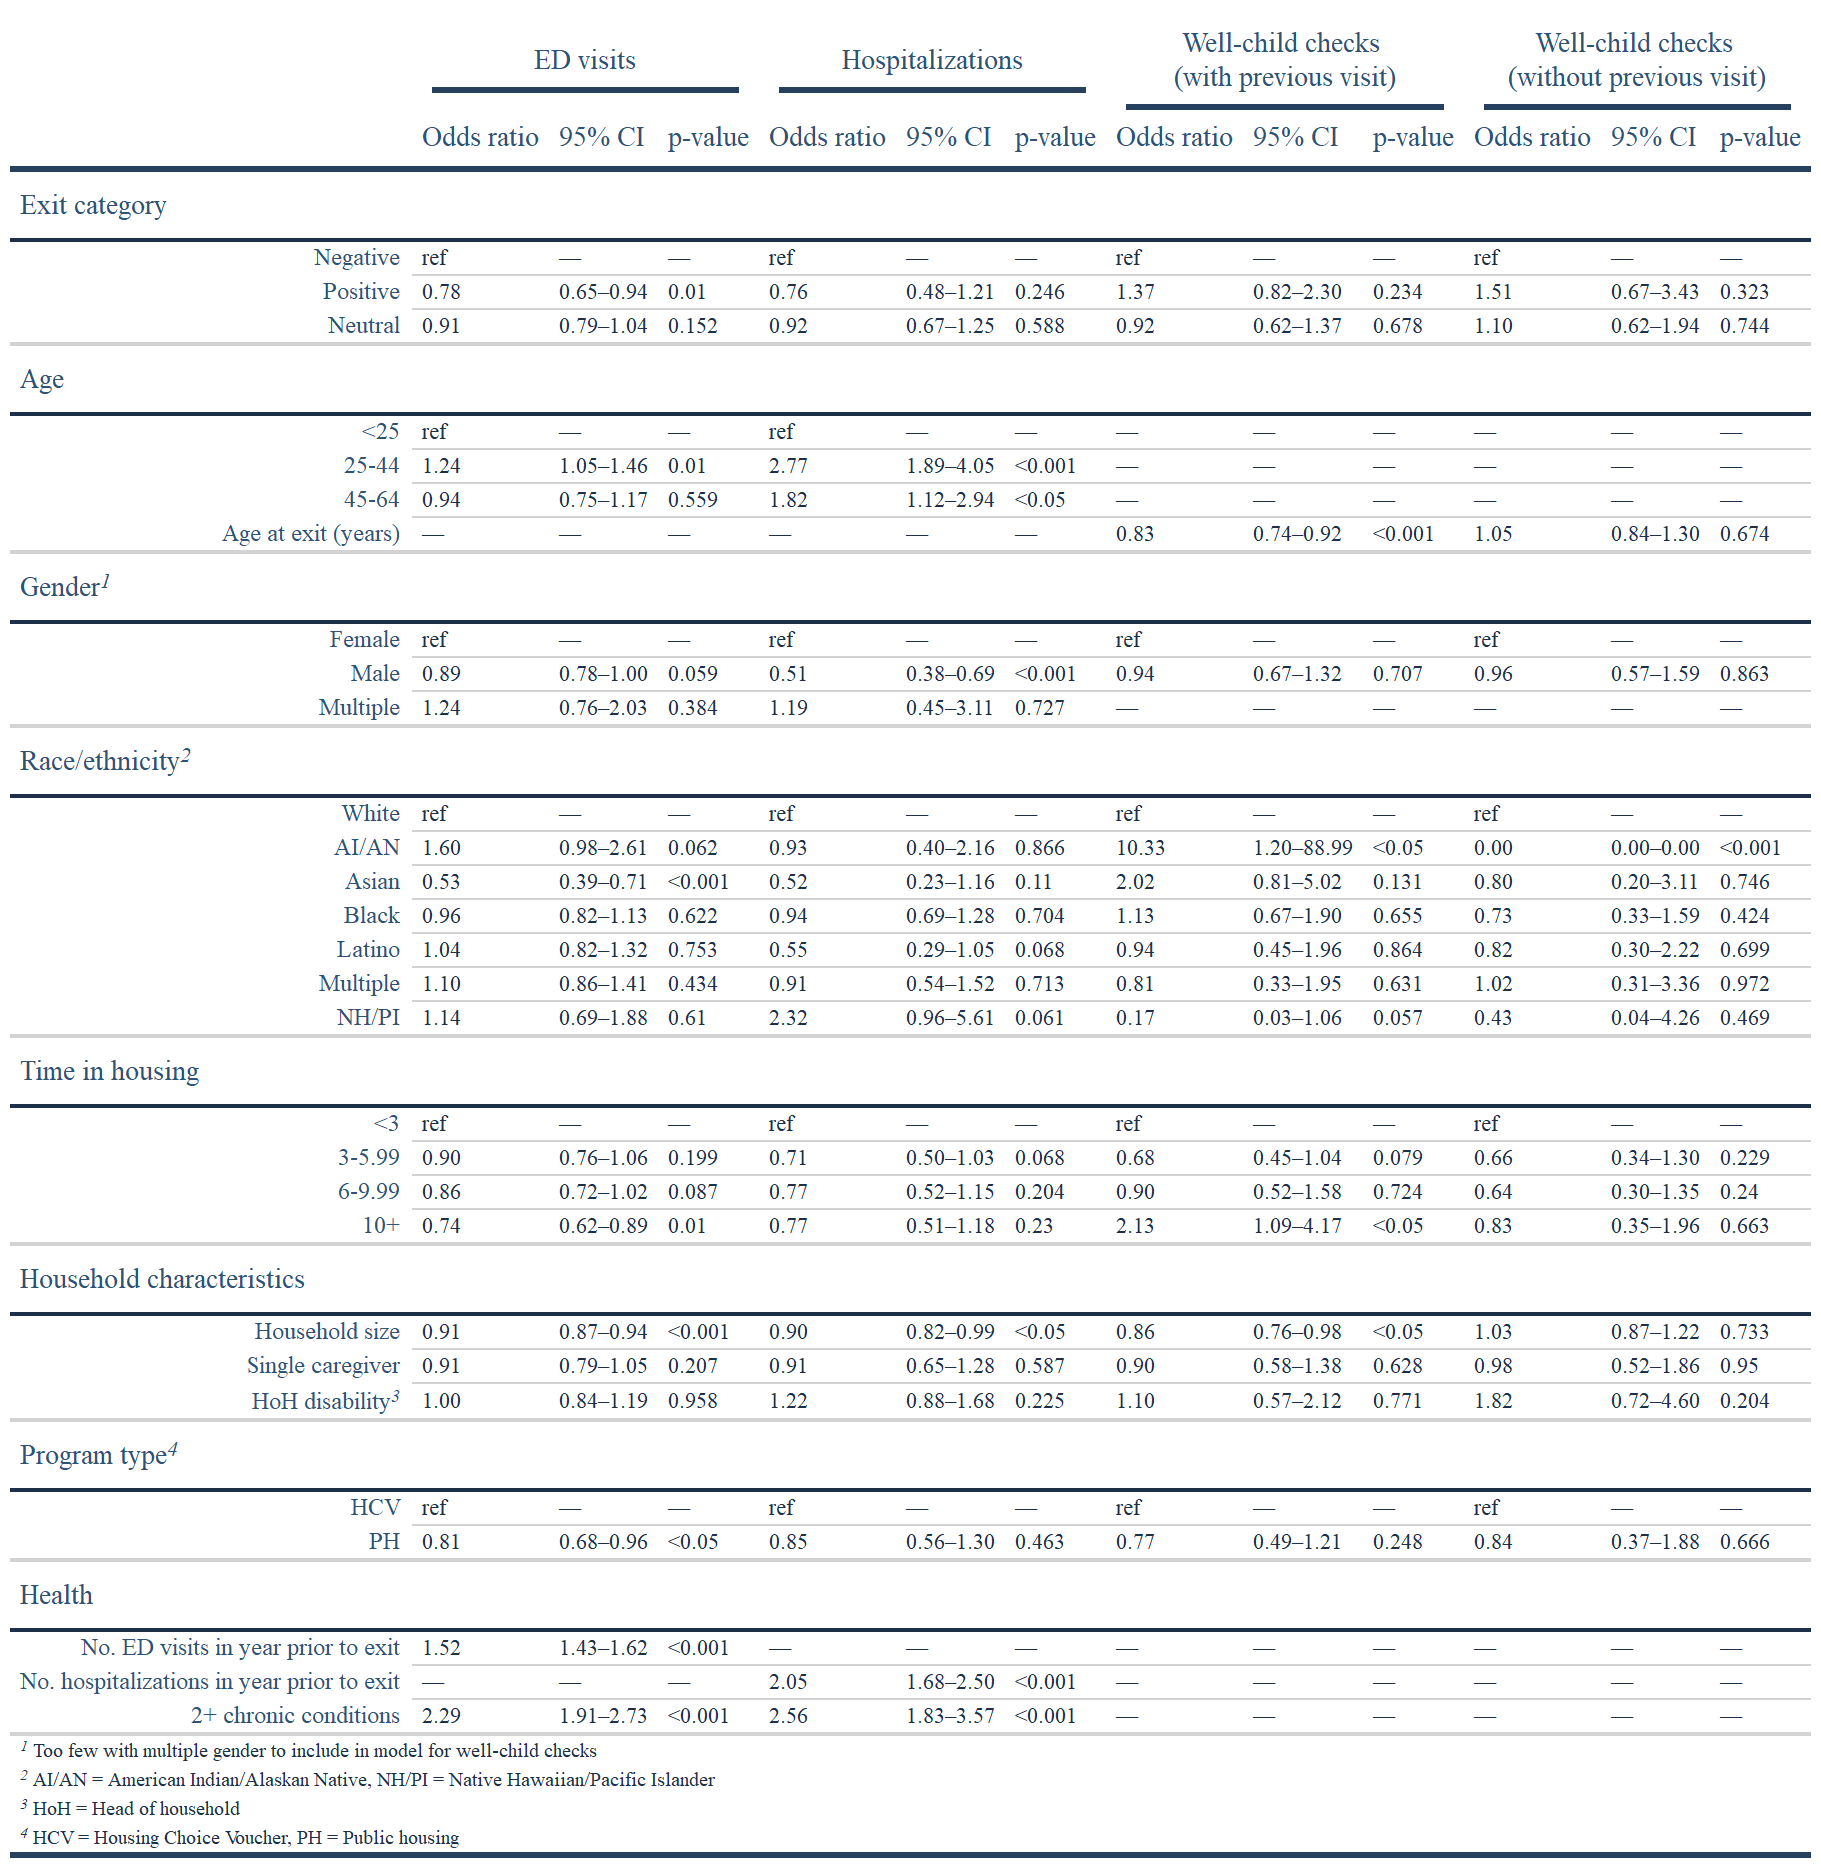 ED visits Hospitalizations Well-child checks (with previous visit) Well-child checks (without previous visit)
Odds ratio 95% CI p-value Odds ratio 95% CI p-value Odds ratio 95% CI p-value Odds ratio 95% CI p-value
Exit category
Negative ref — — ref — — ref — — ref — —
Positive 0.78 0.65–0.94 0.01 0.76 0.48–1.21 0.246 1.37 0.82–2.30 0.234 1.51 0.67–3.43 0.323
Neutral 0.91 0.79–1.04 0.152 0.92 0.67–1.25 0.588 0.92 0.62–1.37 0.678 1.10 0.62–1.94 0.744
Age
<25 ref — — ref — — — — — — — —
25-44 1.24 1.05–1.46 0.01 2.77 1.89–4.05 <0.001 — — — — — —
45-64 0.94 0.75–1.17 0.559 1.82 1.12–2.94 <0.05 — — — — — —
Age at exit (years) — — — — — — 0.83 0.74–0.92 <0.001 1.05 0.84–1.30 0.674
Gender1
Female ref — — ref — — ref — — ref — —
Male 0.89 0.78–1.00 0.059 0.51 0.38–0.69 <0.001 0.94 0.67–1.32 0.707 0.96 0.57–1.59 0.863
Multiple 1.24 0.76–2.03 0.384 1.19 0.45–3.11 0.727 — — — — — —
Race/ethnicity2
White ref — — ref — — ref — — ref — —
AI/AN 1.60 0.98–2.61 0.062 0.93 0.40–2.16 0.866 10.33 1.20–88.99 <0.05 0.00 0.00–0.00 <0.001
Asian 0.53 0.39–0.71 <0.001 0.52 0.23–1.16 0.11 2.02 0.81–5.02 0.131 0.80 0.20–3.11 0.746
Black 0.96 0.82–1.13 0.622 0.94 0.69–1.28 0.704 1.13 0.67–1.90 0.655 0.73 0.33–1.59 0.424
Latino 1.04 0.82–1.32 0.753 0.55 0.29–1.05 0.068 0.94 0.45–1.96 0.864 0.82 0.30–2.22 0.699
Multiple 1.10 0.86–1.41 0.434 0.91 0.54–1.52 0.713 0.81 0.33–1.95 0.631 1.02 0.31–3.36 0.972
NH/PI 1.14 0.69–1.88 0.61 2.32 0.96–5.61 0.061 0.17 0.03–1.06 0.057 0.43 0.04–4.26 0.469
Time in housing
<3 ref — — ref — — ref — — ref — —
3-5.99 0.90 0.76–1.06 0.199 0.71 0.50–1.03 0.068 0.68 0.45–1.04 0.079 0.66 0.34–1.30 0.229
6-9.99 0.86 0.72–1.02 0.087 0.77 0.52–1.15 0.204 0.90 0.52–1.58 0.724 0.64 0.30–1.35 0.24
10+ 0.74 0.62–0.89 0.01 0.77 0.51–1.18 0.23 2.13 1.09–4.17 <0.05 0.83 0.35–1.96 0.663
Household characteristics
Household size 0.91 0.87–0.94 <0.001 0.90 0.82–0.99 <0.05 0.86 0.76–0.98 <0.05 1.03 0.87–1.22 0.733
Single caregiver 0.91 0.79–1.05 0.207 0.91 0.65–1.28 0.587 0.90 0.58–1.38 0.628 0.98 0.52–1.86 0.95
HoH disability3 1.00 0.84–1.19 0.958 1.22 0.88–1.68 0.225 1.10 0.57–2.12 0.771 1.82 0.72–4.60 0.204
Program type4
HCV ref — — ref — — ref — — ref — —
PH 0.81 0.68–0.96 <0.05 0.85 0.56–1.30 0.463 0.77 0.49–1.21 0.248 0.84 0.37–1.88 0.666
Health
No. ED visits in year prior to exit 1.52 1.43–1.62 <0.001 — — — — — — — — —
No. hospitalizations in year prior to exit — — — 2.05 1.68–2.50 <0.001 — — — — — —
2+ chronic conditions 2.29 1.91–2.73 <0.001 2.56 1.83–3.57 <0.001 — — — — — —
1 Too few with multiple gender to include in model for well-child checks
2 AI/AN = American Indian/Alaskan Native, NH/PI = Native Hawaiian/Pacific Islander
3 HoH = Head of household
4 HCV = Housing Choice Voucher, PH = Public housing